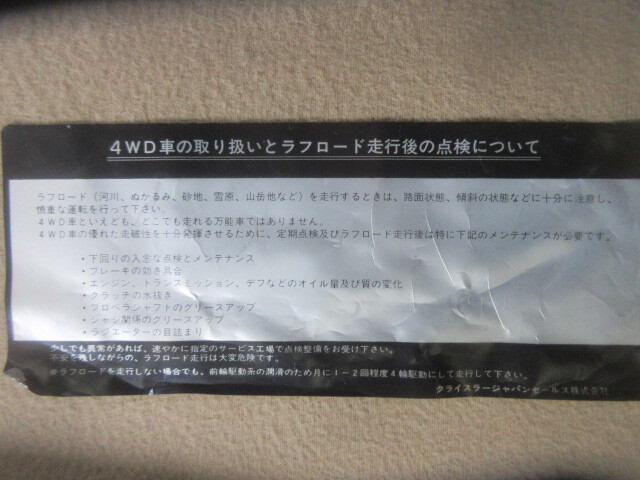 4WD車の取り扱いとラフロード走行後の点検について
ラフロード(河川、ぬかるみ、砂地、雪原、山岳他など)を走行するときは、路面状態、傾斜の状態などに十分に注意し、
慎重な運転を行って下さい。
4WD車といえども、どこでも走れる万能車ではありません。
4WD車の優れた走破性を十分発揮させるために、定期点検及びラフロード走行後は特に下記のメンテナンスが必要です。
・下回りの入念な点検とメンテナンス
・ブレーキの効き具合
・エンジン、トランスミッション、デフなどのオイル量及び質の変化
・クラッチの水抜き
・プロペラシャフトのグリースアップ
・シャシ関係のグリースアップ
・ラジエーターの目詰まり
少しでも異常があれば、速やかに指定のサービス工場で点検整備をお受け下さい。
不安を残しながらの、ラフロード走行は大変危険です。
※ラフロードを走行しない場合でも、前輪駆動系の潤滑のため月に1−2回程度4輪駆動にして走行して下さい。
クライスラージャパンセールス株式会社